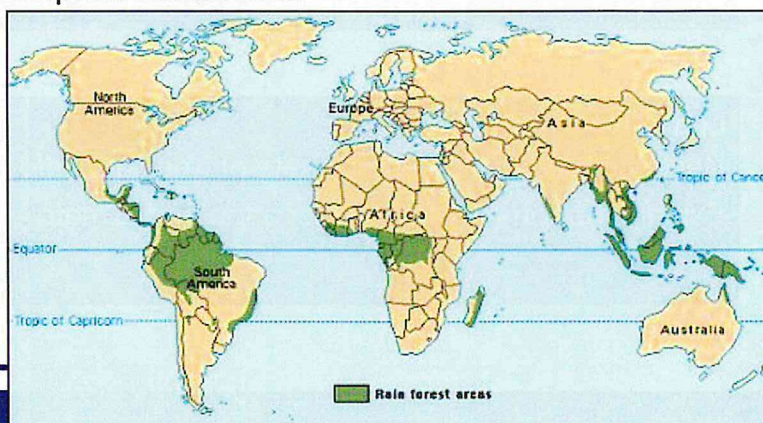 North
America
Europe
Asia
Tropic of Cance
Africa
Equator
South
America
Tropic of Capricorn
Australia
Rain forest areas